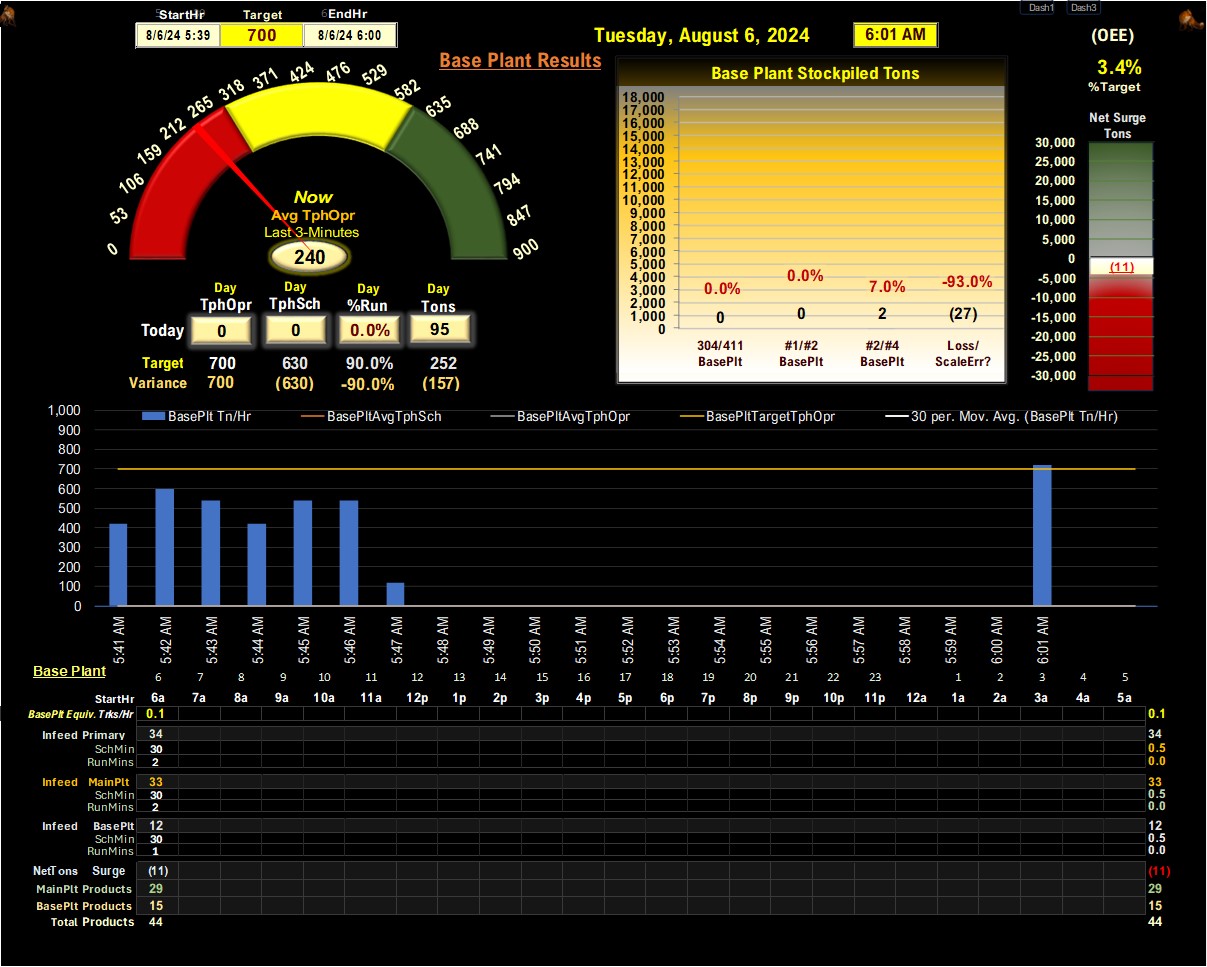 StartHr Target EndHr
8/6/24 5:39 700 8/6/24 6:00
Tuesday, August 6, 2024 6:01 AM
Dash1 Dash3
(OEE)
3.4%
%Target
Base Plant Results
Base Plant Stockpiled Tons
18,000
17,000
16,000
15,000
14,000
13,000
12,000
11,000
10,000
9,000
8,000
7,000
6,000
5,000
4,000
3,000
2,000
1,000
0
0.0% 0.0% 7.0% -93.0%
0 0 2 (27)
304/411 #1/#2 #2/#4 Loss/
BasePlt BasePlt BasePlt ScaleErr?
Net Surge
Tons
30,000
25,000
20,000
15,000
10,000
5,000
0
(11)
-5,000
-10,000
-15,000
-20,000
-25,000
-30,000
0 53 106 159 212 265 318 371 424 476 529 582 635 688 741 794 847 900
Now
Avg TphOpr
Last 3-Minutes
240
Day Day Day Day
TphOpr TphSch %Run Tons
Today 0 0 0.0% 95
Target 700 630 90.0% 252
Variance 700 (630) -90.0% (157)
BasePlt Tn/Hr BasePltAvgTphSch BasePltAvgTphOpr BasePltTargetTphOpr 30 per. Mov. Avg. (BasePlt Tn/Hr)
1,000
900
800
700
600
500
400
300
200
100
0
5:41 AM 5:42 AM 5:43 AM 5:44 AM 5:45 AM 5:46 AM 5:47 AM 5:48 AM 5:49 AM 5:50 AM 5:51 AM 5:52 AM 5:53 AM 5:54 AM 5:55 AM 5:56 AM 5:57 AM 5:58 AM 5:59 AM 6:00 AM 6:01 AM
Base Plant
6 7 8 9 10 11 12 13 14 15 16 17 18 19 20 21 22 23 1 2 3 4 5
StartHr 6a 7a 8a 9a 10a 11a 12p 1p 2p 3p 4p 5p 6p 7p 8p 9p 10p 11p 12a 1a 2a 3a 4a 5a
BasePlt Equiv. Trks/Hr 0.1 0.1
Infeed Primary 34 34
SchMin 30 0.5
RunMins 2 0.0
Infeed MainPlt 33 33
SchMin 30 0.5
RunMins 2 0.0
Infeed BasePlt 12 12
SchMin 30 0.5
RunMins 1 0.0
NetTons Surge (11) (11)
MainPlt Products 29 29
BasePlt Products 15 15
Total Products 44 44